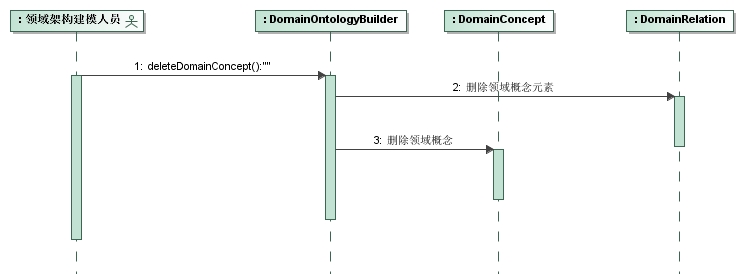 : 领域架构建模人员
: DomainOntologyBuilder
: DomainConcept
: DomainRelation
1: deleteDomainConcept():""
2: 删除领域概念元素
3: 删除领域概念